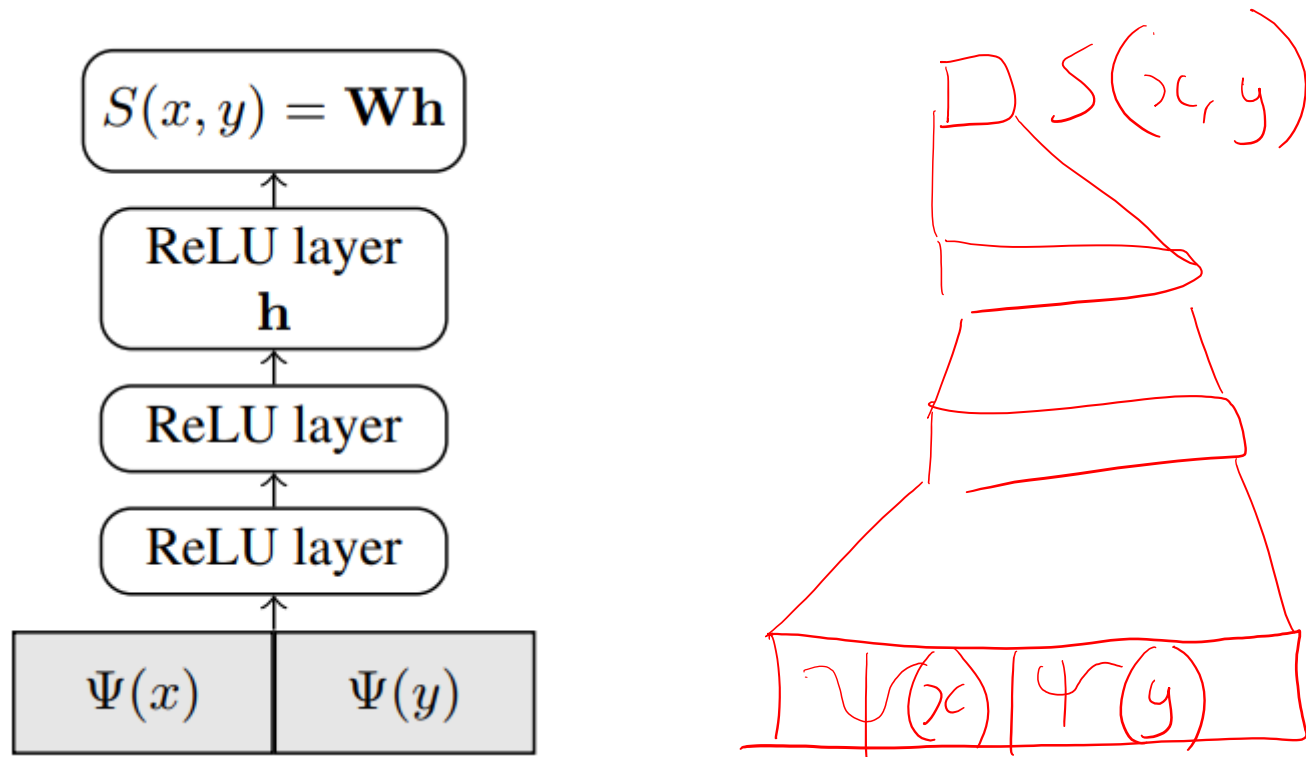 S(x, y) = Wh
ReLU layer
h
ReLU layer
ReLU layer
Ψ(x) Ψ(y)
S(x, y)
Ψ(x) Ψ(y)